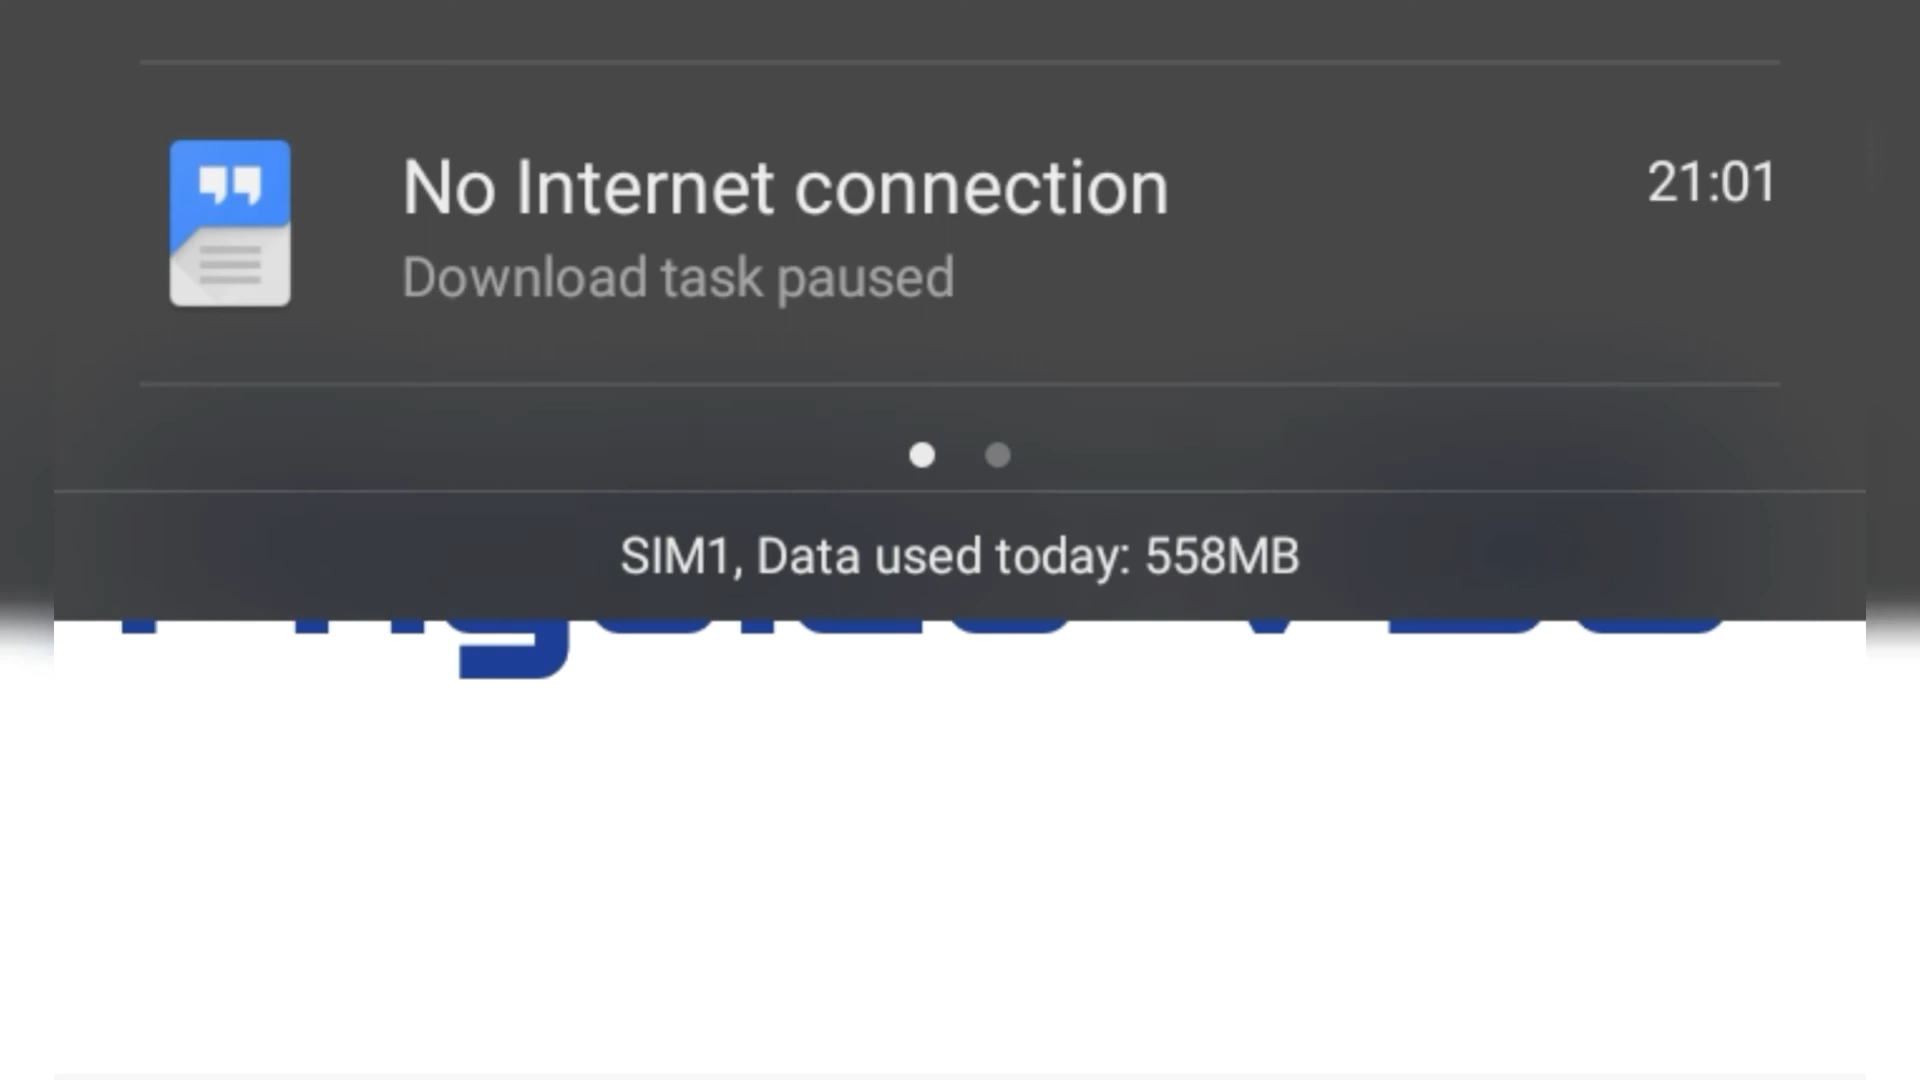 No Internet connection
21:01
Download task paused
SIM1, Data used today: 558MB